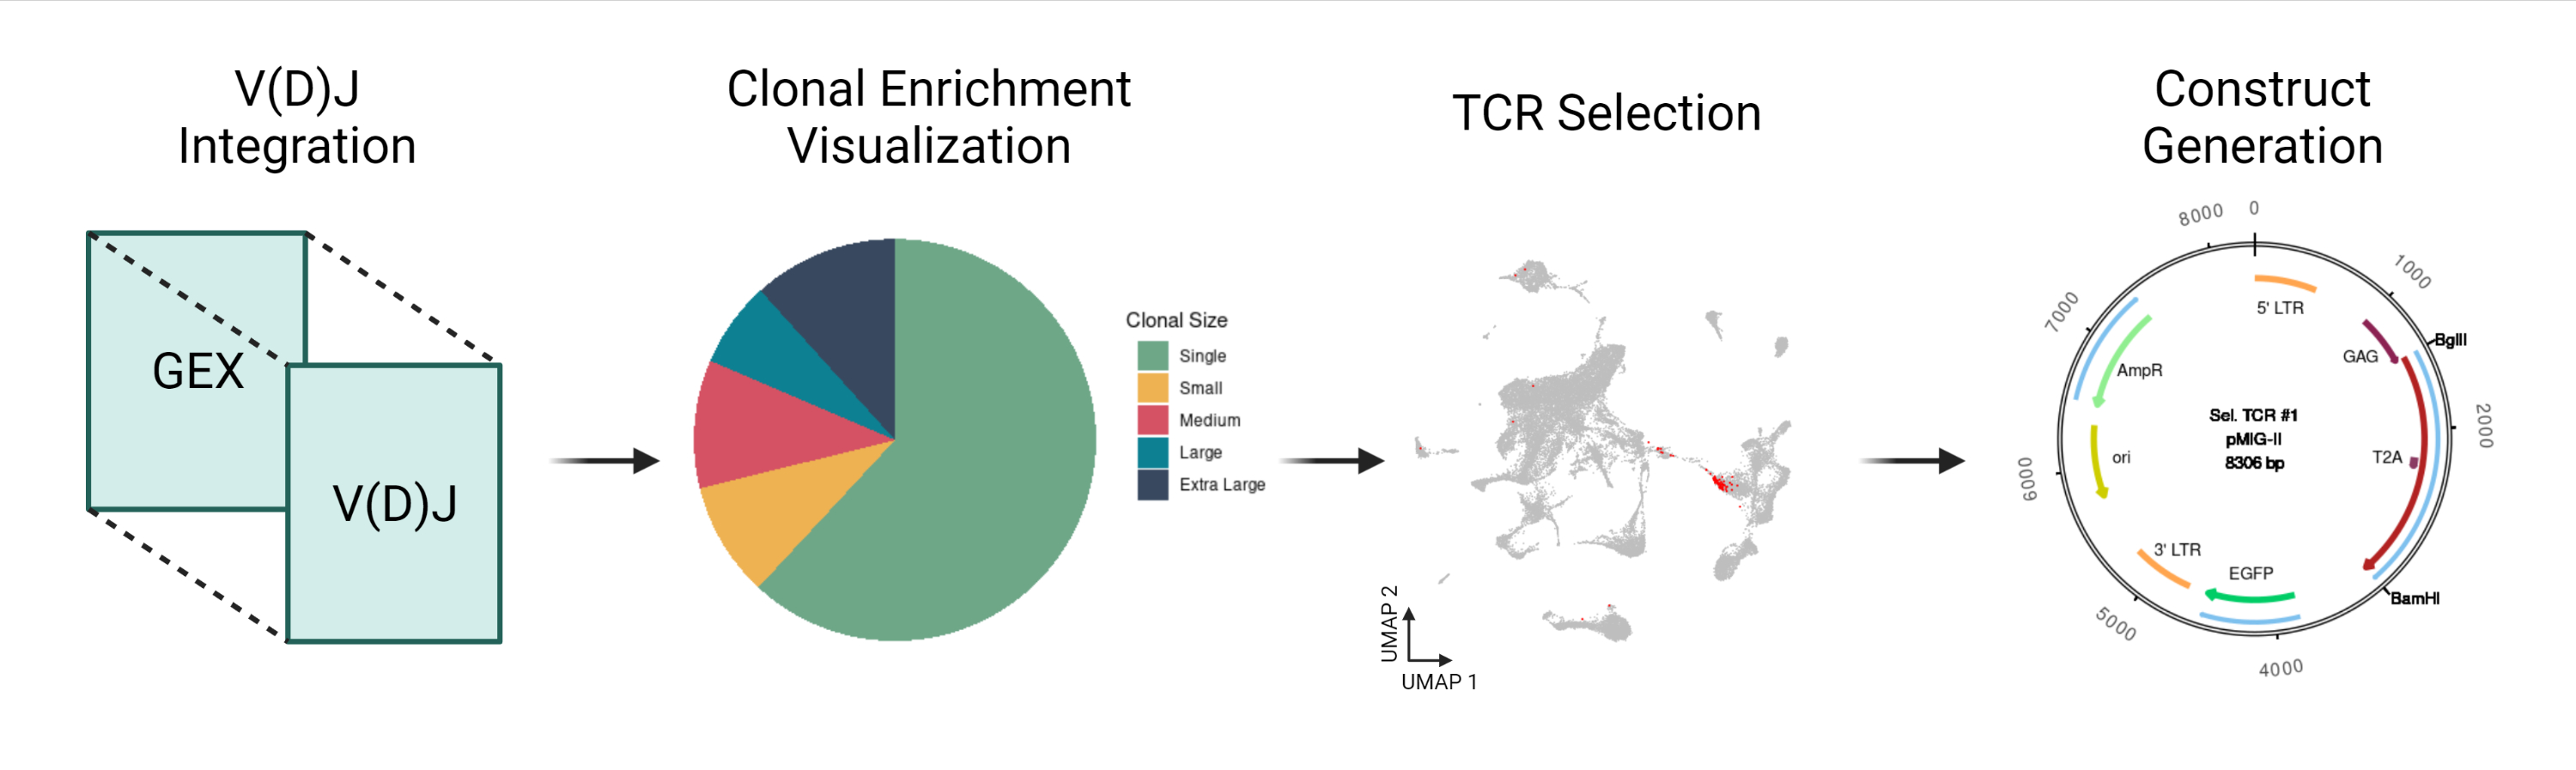 V(D)J
Integration
GEX
V(D)J
Clonal Enrichment
Visualization
Clonal Size
Single
Small
Medium
Large
Extra Large
TCR Selection
UMAP 2
UMAP 1
Construct
Generation
8000
0
1000
7000
5' LTR
BglII
GAG
AmpR
2000
Sel. TCR #1
pMIG-II
8306 bp
T2A
ori
6000
3' LTR
EGFP
BamHI
5000
4000